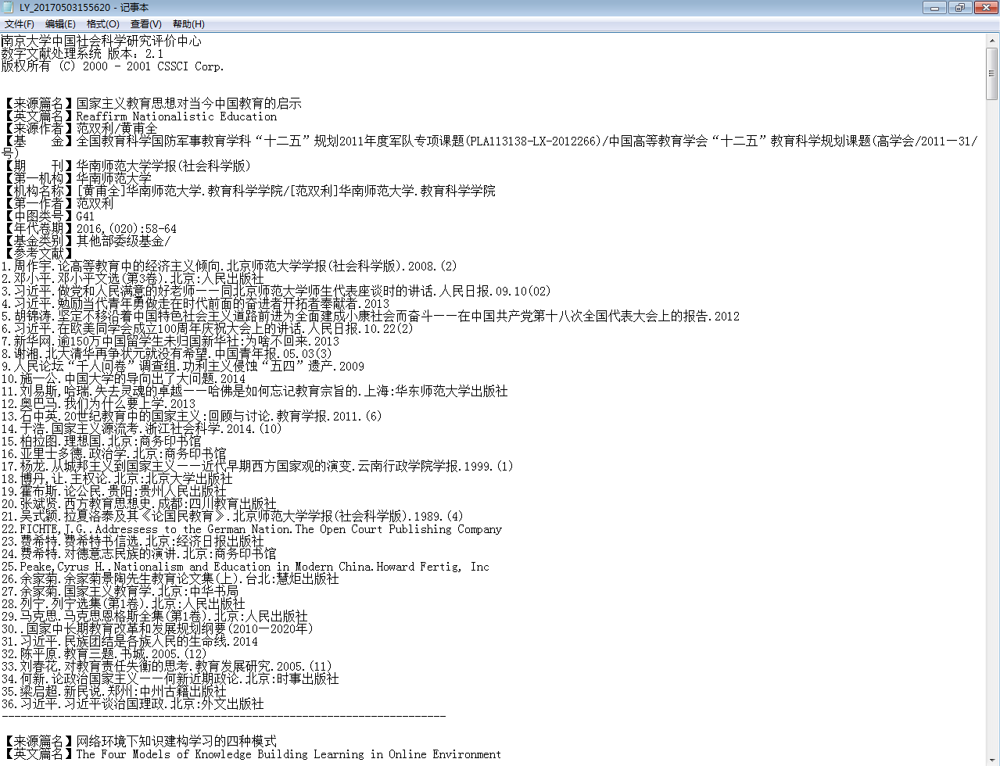 LY_20170503155620 - 记事本
文件(F) 编辑(E) 格式(O) 查看(V) 帮助(H)
南京大学中国社会科学研究评价中心
数字文献处理系统 版本：2.1
版权所有 (C) 2000 - 2001 CSSCI Corp.
【来源篇名】国家主义教育思想对当今中国教育的启示
【英文篇名】Reaffirm Nationalistic Education
【来源作者】范双利/黄甫全
【基　　金】全国教育科学国防军事教育学科“十二五”规划2011年度军队专项课题(PLA113138-LX-2012266)/中国高等教育学会“十二五”教育科学规划课题(高学会/2011—31/
号)
【期　　刊】华南师范大学学报(社会科学版)
【第一机构】华南师范大学
【机构名称】[黄甫全]华南师范大学.教育科学学院/[范双利]华南师范大学.教育科学学院
【第一作者】范双利
【中图类号】G41
【年代卷期】2016,(020):58-64
【基金类别】其他部委级基金/
【参考文献】
1.周作宇.论高等教育中的经济主义倾向.北京师范大学学报(社会科学版).2008.(2)
2.邓小平.邓小平文选(第3卷).北京:人民出版社
3.习近平.做党和人民满意的好老师——同北京师范大学师生代表座谈时的讲话.人民日报.09.10(02)
4.习近平.勉励当代青年勇做走在时代前面的奋进者开拓者奉献者.2013
5.胡锦涛.坚定不移沿着中国特色社会主义道路前进为全面建成小康社会而奋斗——在中国共产党第十八次全国代表大会上的报告.2012
6.习近平.在欧美同学会成立100周年庆祝大会上的讲话.人民日报.10.22(2)
7.新华网.逾150万中国留学生未归国新华社:为啥不回来.2013
8.谢湘.北大清华再争状元就没有希望.中国青年报.05.03(3)
9.人民论坛“千人问卷”调查组.功利主义侵蚀“五四”遗产.2009
10.施一公.中国大学的导向出了大问题.2014
11.刘易斯,哈瑞.失去灵魂的卓越——哈佛是如何忘记教育宗旨的.上海:华东师范大学出版社
12.奥巴马.我们为什么要上学.2013
13.石中英.20世纪教育中的国家主义:回顾与讨论.教育学报.2011.(6)
14.于浩.国家主义源流考.浙江社会科学.2014.(10)
15.柏拉图.理想国.北京:商务印书馆
16.亚里士多德.政治学.北京:商务印书馆
17.杨龙.从城邦主义到国家主义——近代早期西方国家观的演变.云南行政学院学报.1999.(1)
18.博丹,让.王权论.北京:北京大学出版社
19.霍布斯.论公民.贵阳:贵州人民出版社
20.张斌贤.西方教育思想史.成都:四川教育出版社
21.吴式颖.拉夏洛泰及其《论国民教育》.北京师范大学学报(社会科学版).1989.(4)
22.FICHTE,J.G..Addressess to the German Nation.The Open Court Publishing Company
23.费希特.费希特书信选.北京:经济日报出版社
24.费希特.对德意志民族的演讲.北京:商务印书馆
25.Peake,Cyrus H..Nationalism and Education in Modern China.Howard Fertig, Inc
26.余家菊.余家菊景陶先生教育论文集(上).台北:慧炬出版社
27.余家菊.国家主义教育学.北京:中华书局
28.列宁.列宁选集(第1卷).北京:人民出版社
29.马克思.马克思恩格斯全集(第1卷).北京:人民出版社
30..国家中长期教育改革和发展规划纲要(2010—2020年)
31.习近平.民族团结是各族人民的生命线.2014
32.陈平原.教育三题.书城.2005.(12)
33.刘春花.对教育责任失衡的思考.教育发展研究.2005.(11)
34.何新.论政治国家主义——何新近期政论.北京:时事出版社
35.梁启超.新民说.郑州:中州古籍出版社
36.习近平.习近平谈治国理政.北京:外文出版社
-----------------------------------------------------------------------
【来源篇名】网络环境下知识建构学习的四种模式
【英文篇名】The Four Models of Knowledge Building Learning in Online Environment